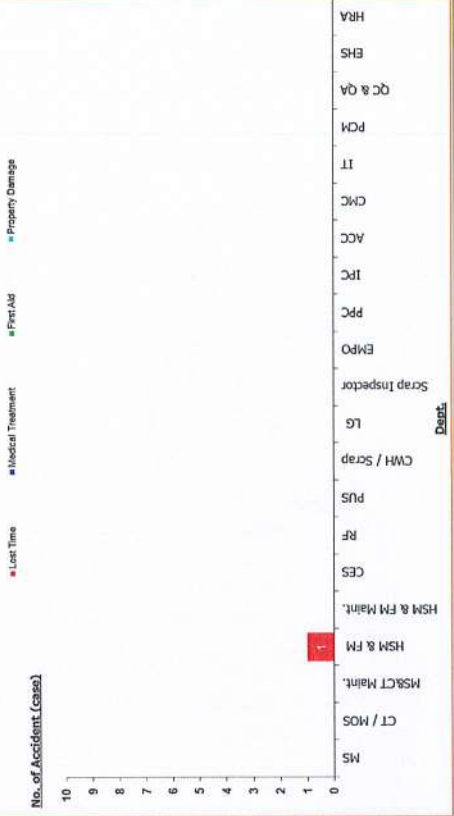 Lost Time
Medical Treatment
First Aid
Property Damage
No. of Accident (case)
10
9
8
7
6
5
4
3
2
1
0
1
MS
CT / MOS
MS&CT Maint.
HSM & FM
HSM & FM Maint.
CES
RF
PUS
CWH / Scrap
LG
Scrap Inspector
EMPO
PPC
IPC
ACC
CMC
IT
PCM
QC & QA
EHS
HRA
Dept.